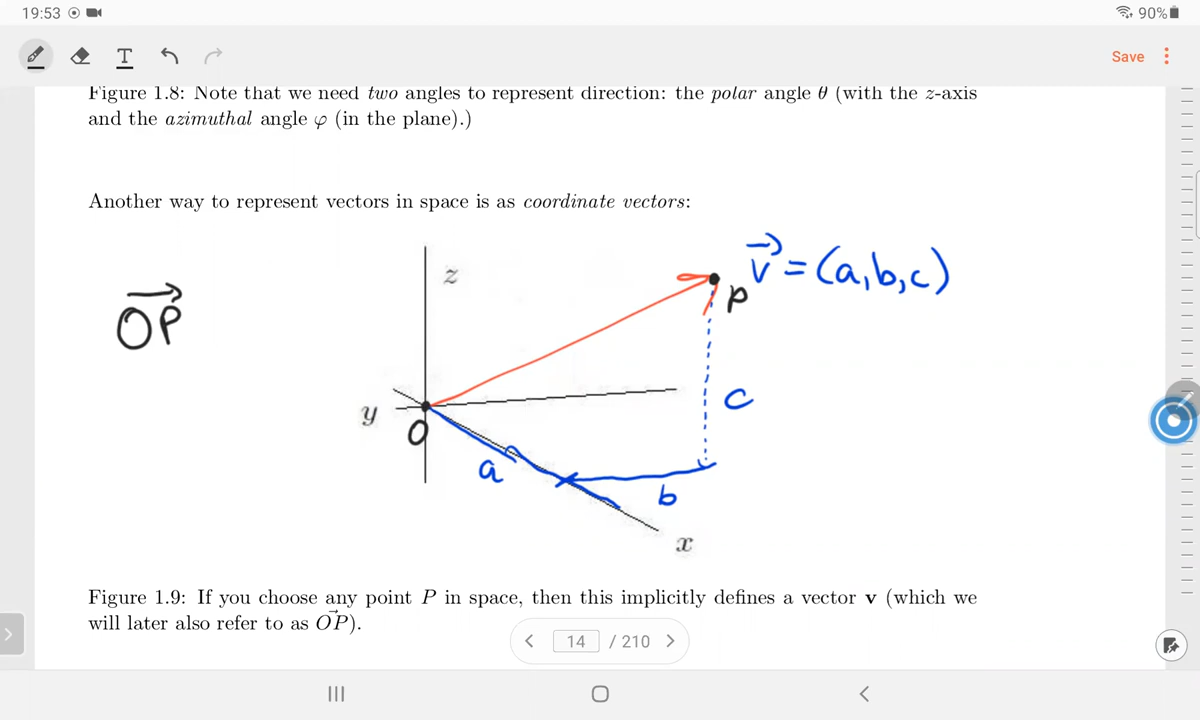 19:53 90%
T Save
Figure 1.8: Note that we need two angles to represent direction: the polar angle θ (with the z-axis
and the azimuthal angle φ (in the plane).)
Another way to represent vectors in space is as coordinate vectors:
z
v⃗ = (a,b,c)
P
OP⃗
c
y
O
a
b
x
Figure 1.9: If you choose any point P in space, then this implicitly defines a vector v (which we
will later also refer to as OP⃗).
14 / 210